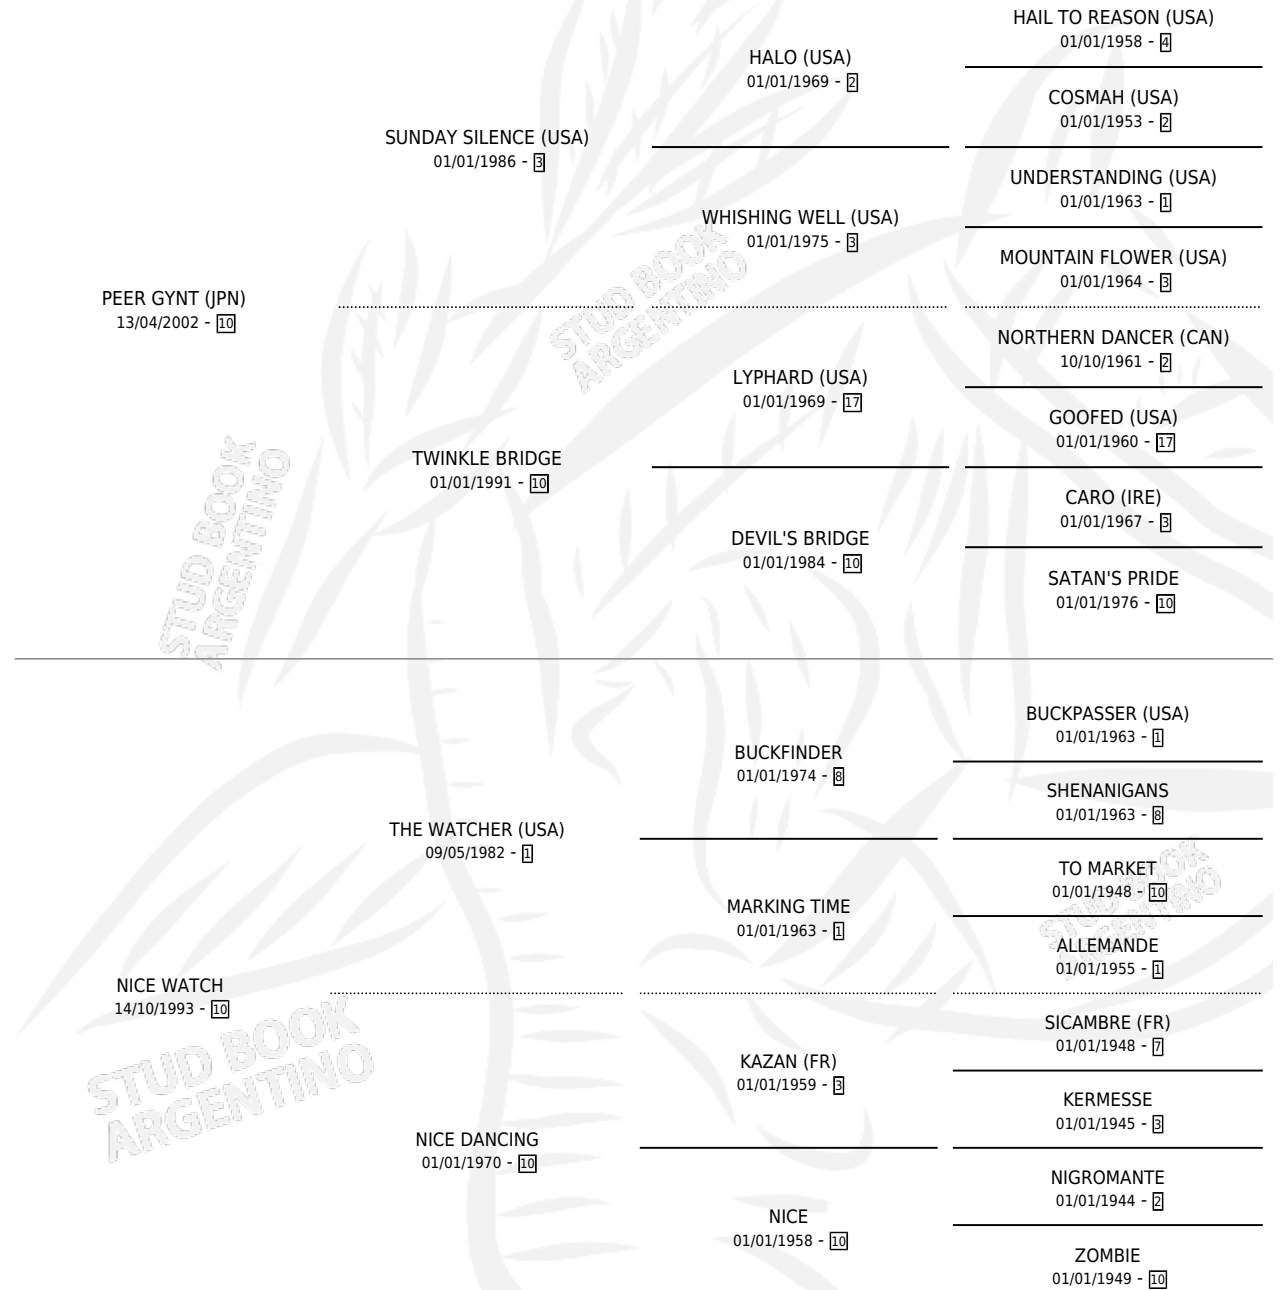 HAIL TO REASON (USA)
01/01/1958 - 4
HALO (USA)
01/01/1969 - 2
COSMAH (USA)
01/01/1953 - 2
SUNDAY SILENCE (USA)
01/01/1986 - 3
UNDERSTANDING (USA)
01/01/1963 - 1
WHISHING WELL (USA)
01/01/1975 - 3
MOUNTAIN FLOWER (USA)
01/01/1964 - 3
STUD BOOK
ARGENTINO
PEER GYNT (JPN)
13/04/2002 - 10
NORTHERN DANCER (CAN)
10/10/1961 - 2
LYPHARD (USA)
01/01/1969 - 17
GOOFED (USA)
01/01/1960 - 17
TWINKLE BRIDGE
01/01/1991 - 10
CARO (IRE)
01/01/1967 - 3
DEVIL'S BRIDGE
01/01/1984 - 10
SATAN'S PRIDE
01/01/1976 - 10
STUD BOOK
ARGENTINO
BUCKPASSER (USA)
01/01/1963 - 1
BUCKFINDER
01/01/1974 - 8
SHENANIGANS
01/01/1963 - 8
THE WATCHER (USA)
09/05/1982 - 1
TO MARKET
01/01/1948 - 10
MARKING TIME
01/01/1963 - 1
ALLEMANDE
01/01/1955 - 1
STUD BOOK
ARGENTINO
NICE WATCH
14/10/1993 - 10
SICAMBRE (FR)
01/01/1948 - 7
KAZAN (FR)
01/01/1959 - 3
KERMESSE
01/01/1945 - 3
STUD BOOK
ARGENTINO
NICE DANCING
01/01/1970 - 10
NIGROMANTE
01/01/1944 - 2
NICE
01/01/1958 - 10
ZOMBIE
01/01/1949 - 10